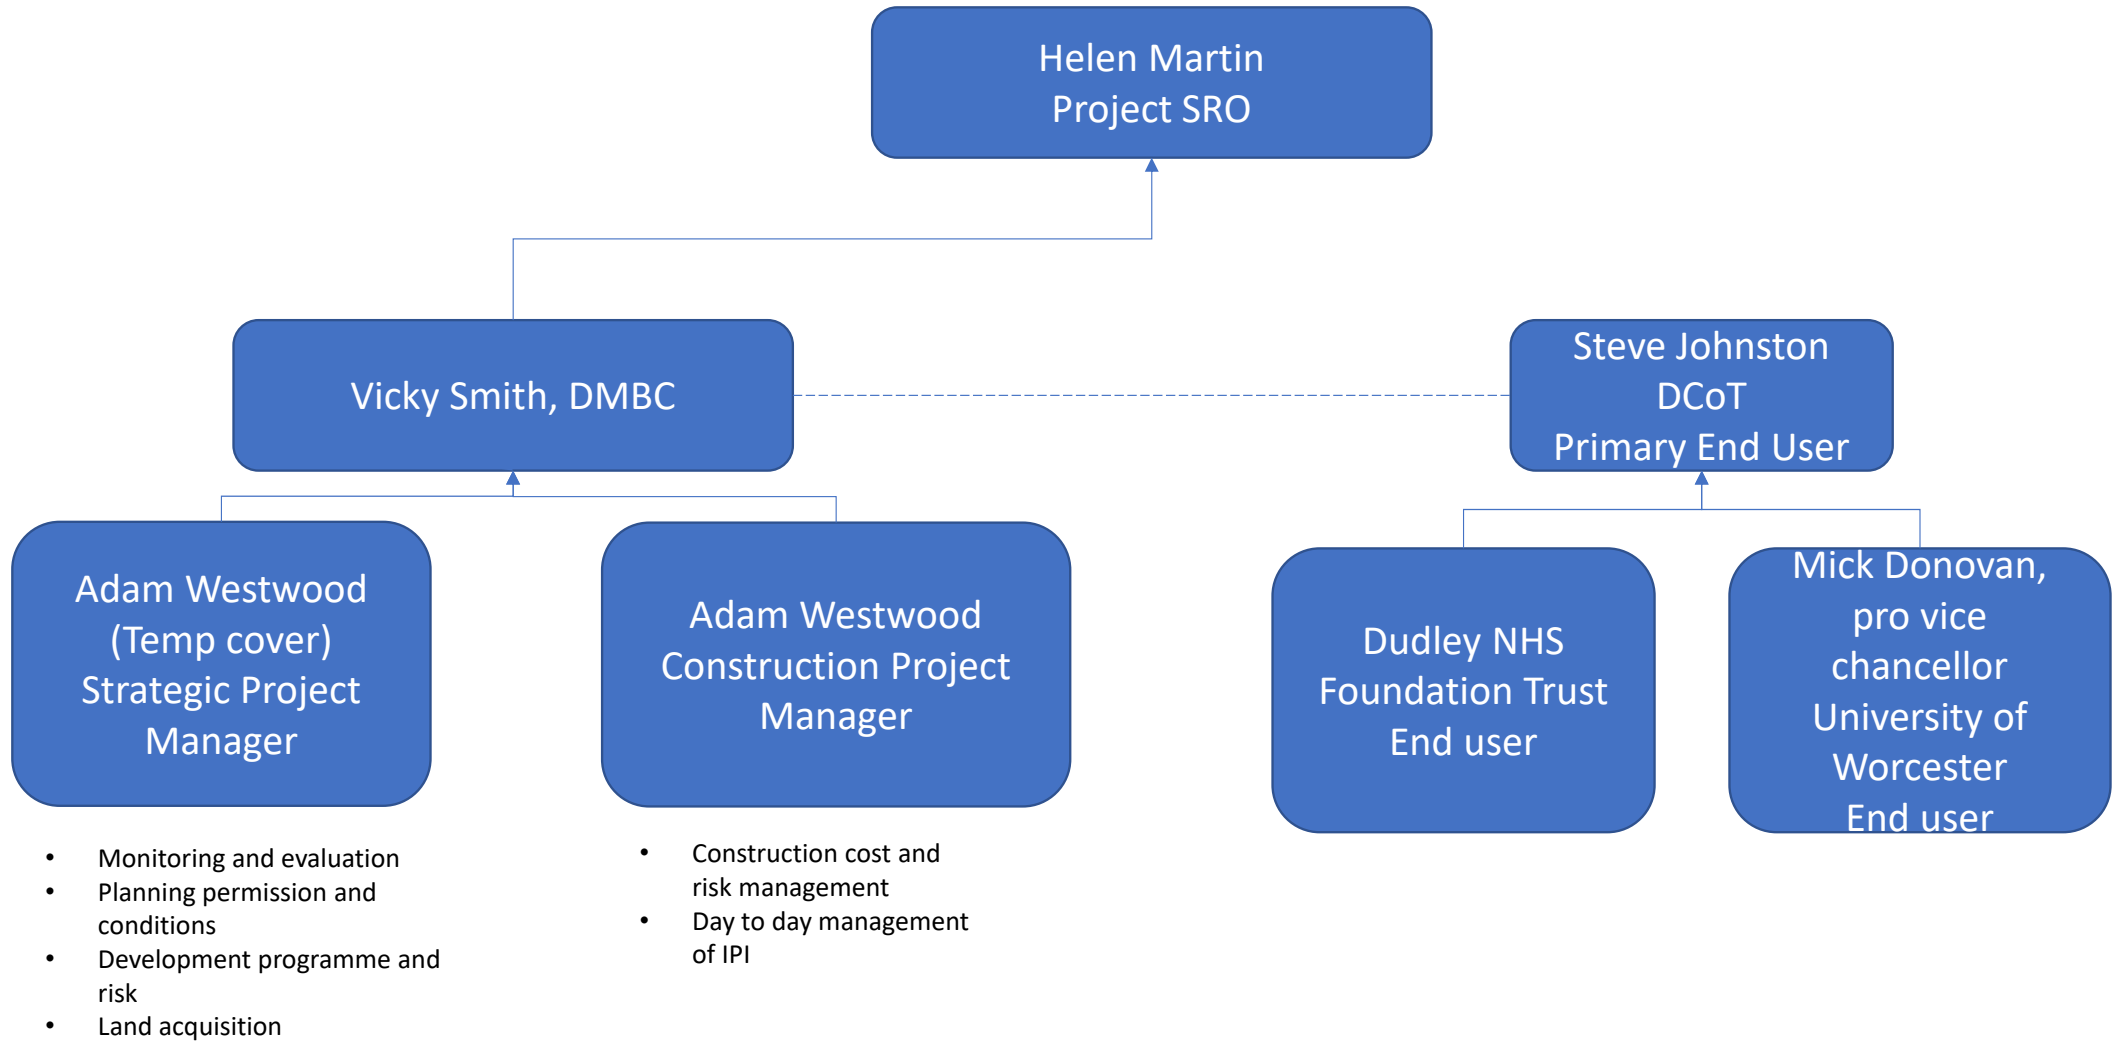 Helen Martin
Project SRO
Vicky Smith, DMBC
Steve Johnston
DCoT
Primary End User
Adam Westwood
(Temp cover)
Strategic Project
Manager
Adam Westwood
Construction Project
Manager
Dudley NHS
Foundation Trust
End user
Mick Donovan,
pro vice
chancellor
University of
Worcester
End user
• Monitoring and evaluation
• Planning permission and
conditions
• Development programme and
risk
• Land acquisition
• Construction cost and
risk management
• Day to day management
of IPI